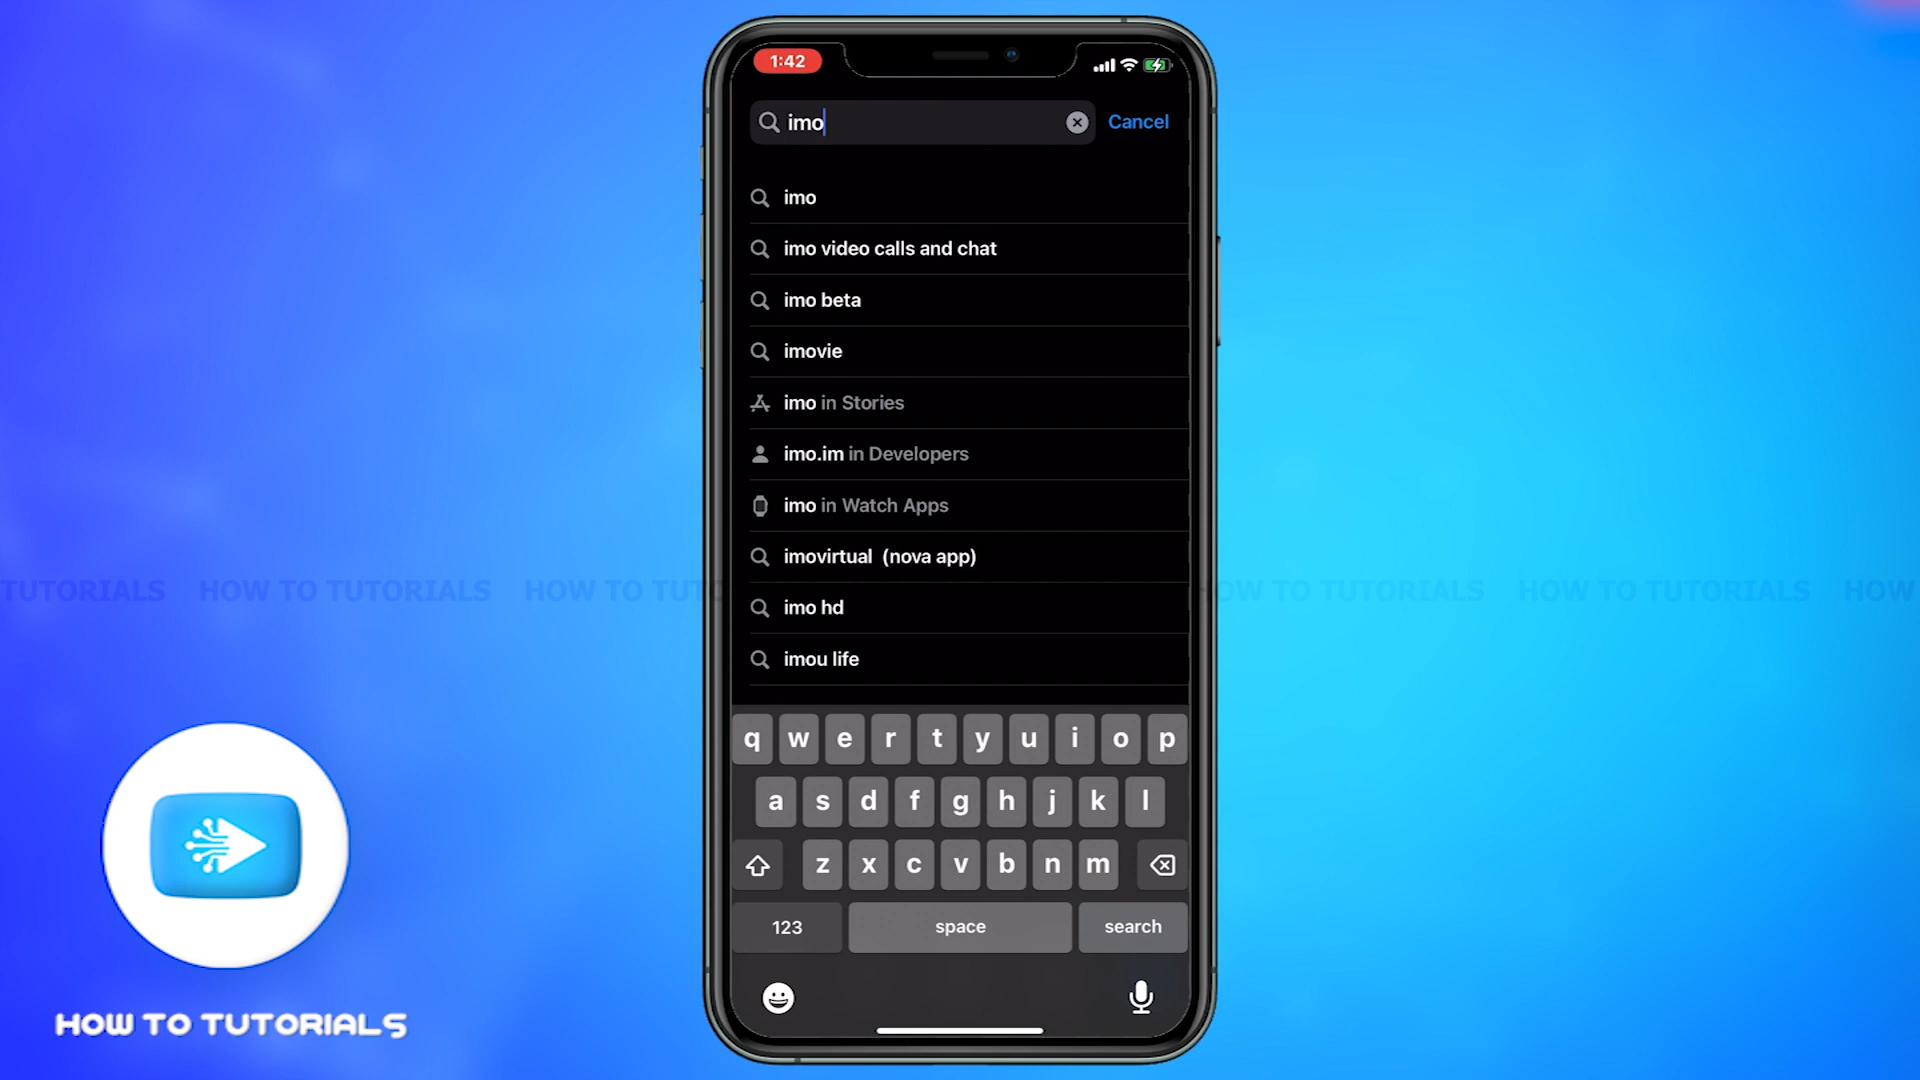 1:42
imo
Cancel
imo
imo video calls and chat
imo beta
imovie
imo in Stories
imo.im in Developers
imo in Watch Apps
imovirtual (nova app)
TUTORIALS HOW TO TUTORIALS HOW TO TUTO OW TO TUTORIALS HOW TO TUTORIALS HOW
imo hd
imou life
q w e r t y u i o p
a s d f g h j k l
z x c v b n m
123 space search
HOW TO TUTORIALS